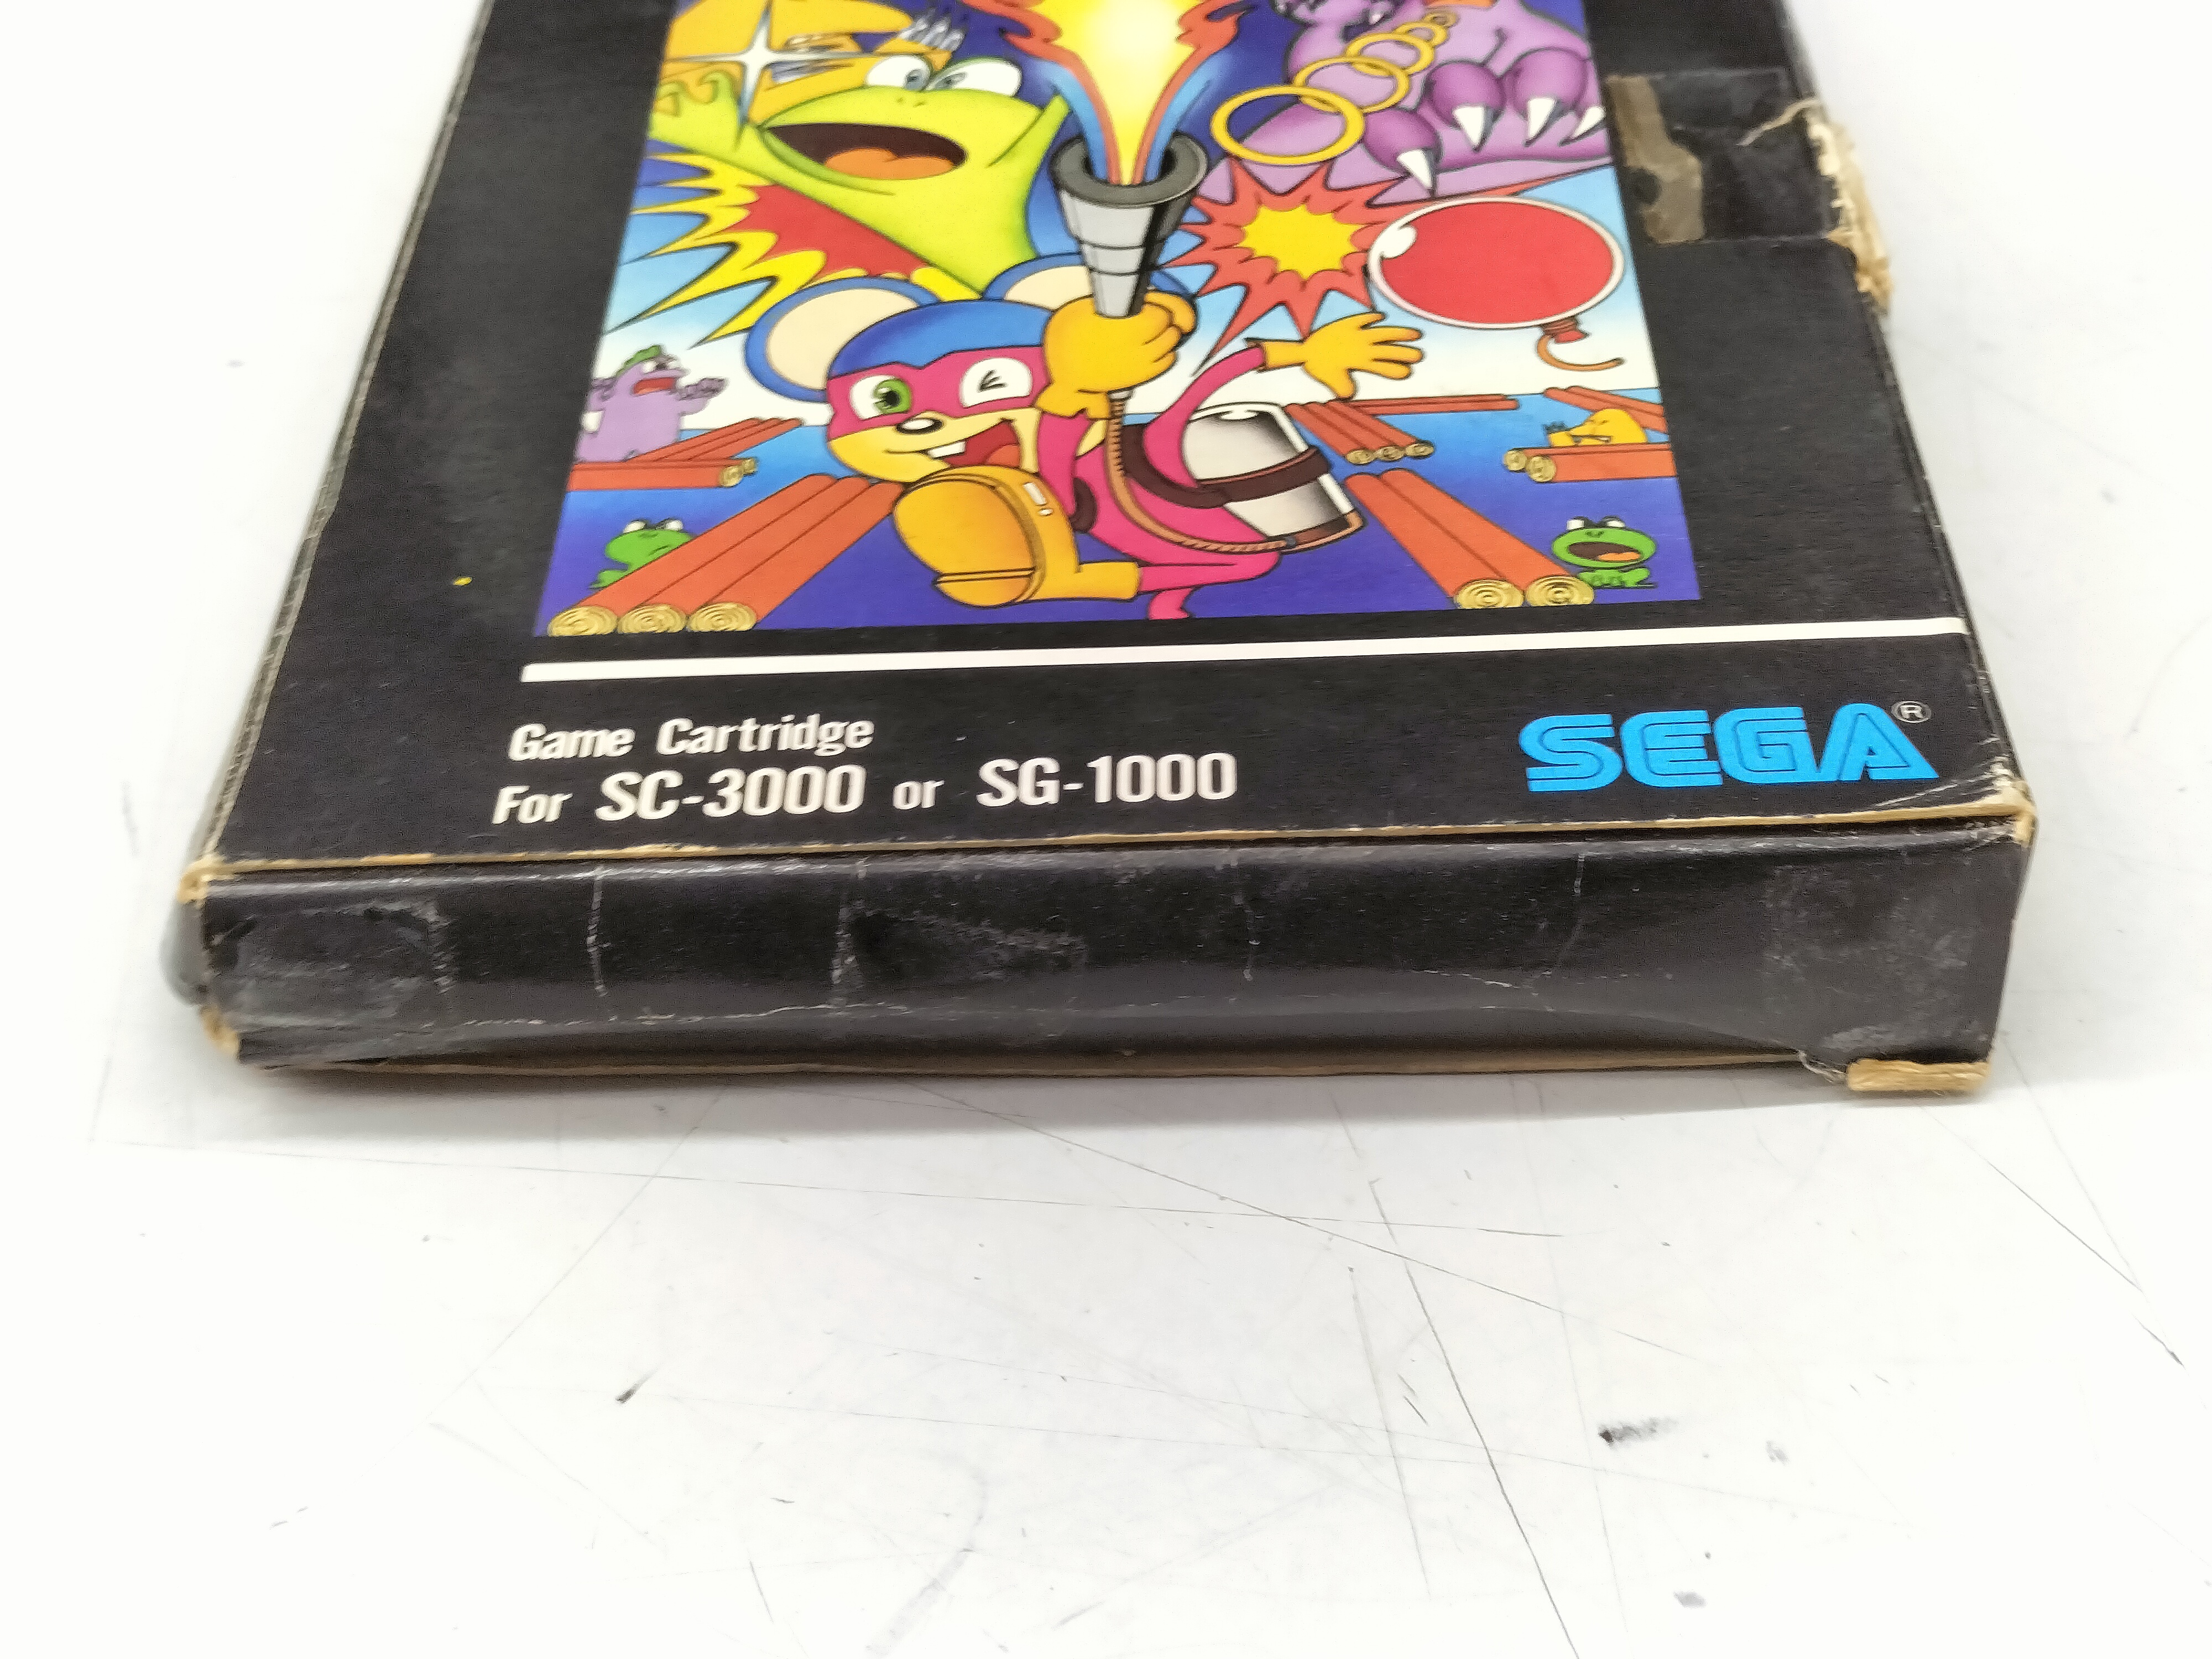 Game Cartridge
For SC-3000 or SG-1000
SEGA®